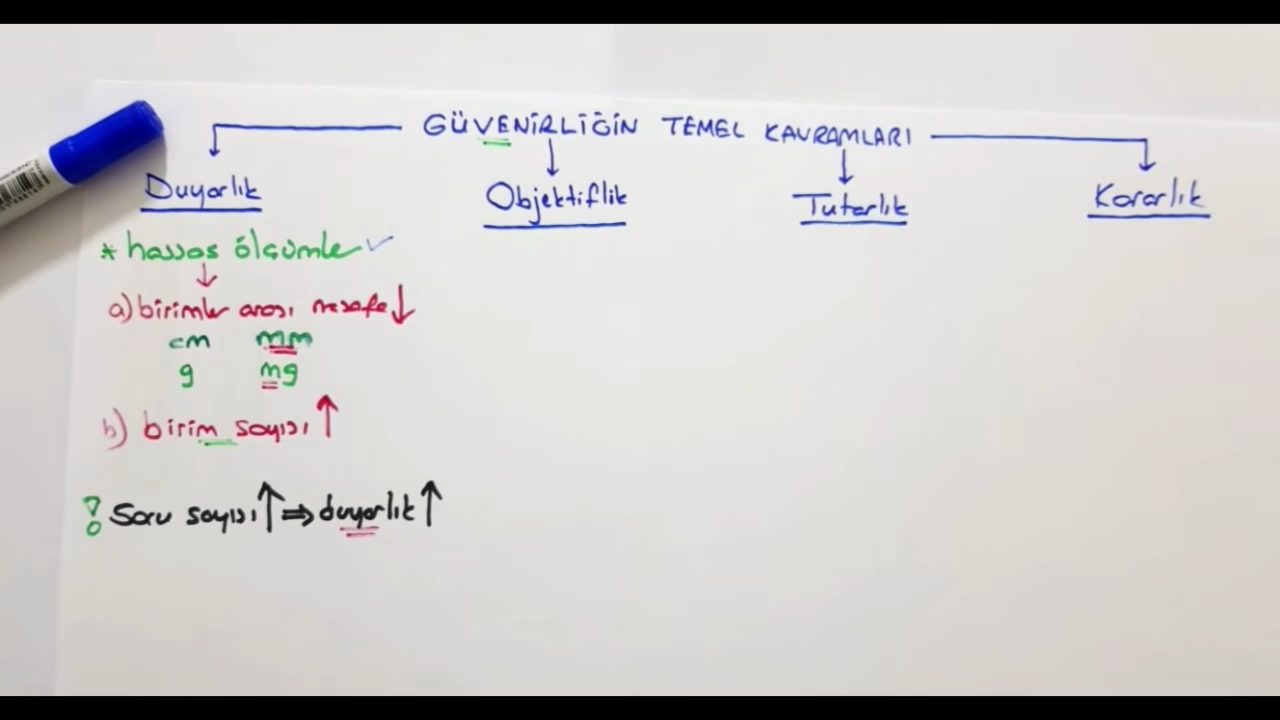 GÜVENİRLİĞİN TEMEL KAVRAMLARI
Duyarlık
Objektiflik
Tutarlık
Kararlık
* hassas ölçümler ✓
↓
a) birimler arası mesafe ↓
cm mm
g mg
b) birim sayısı ↑
! Soru sayısı ↑ ⇒ duyarlık ↑